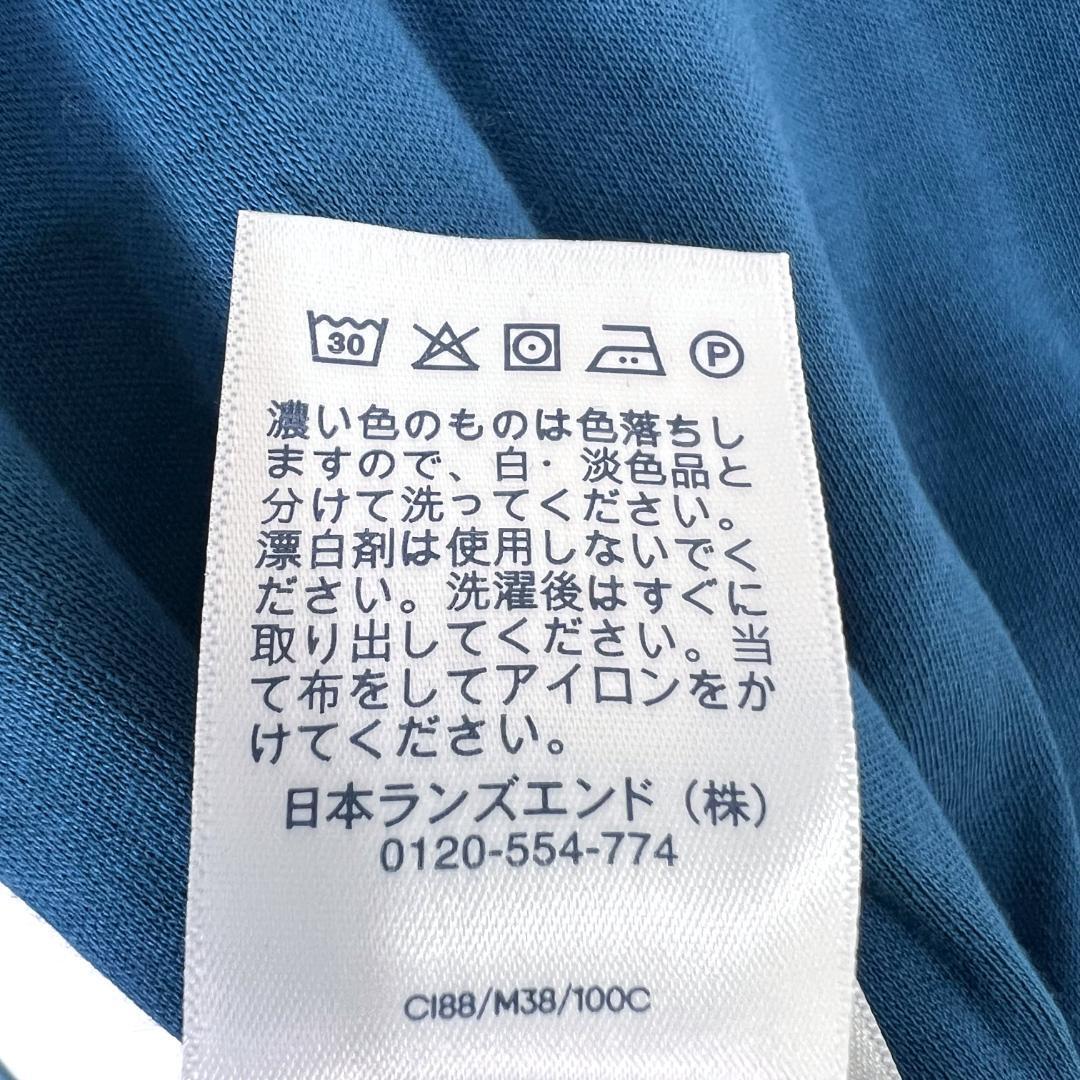 30 P
濃い色のものは色落ちし
ますので、白・淡色品と
分けて洗ってください。
漂白剤は使用しないでく
ださい。洗濯後はすぐに
取り出してください。当
て布をしてアイロンをか
けてください。
日本ランズエンド（株）
0120-554-774
CI88/M38/100C